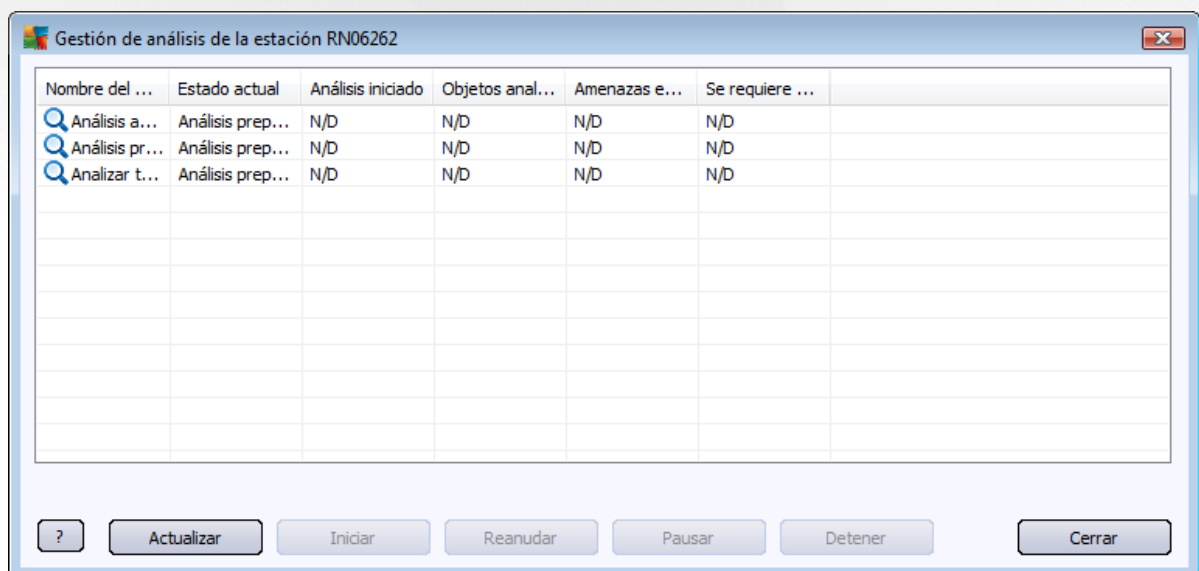 Gestión de análisis de la estación RN06262
Nombre del ... Estado actual Análisis iniciado Objetos anal... Amenazas e... Se requiere ...
Análisis a... Análisis prep... N/D N/D N/D N/D
Análisis pr... Análisis prep... N/D N/D N/D N/D
Analizar t... Análisis prep... N/D N/D N/D N/D
? Actualizar Iniciar Reanudar Pausar Detener Cerrar